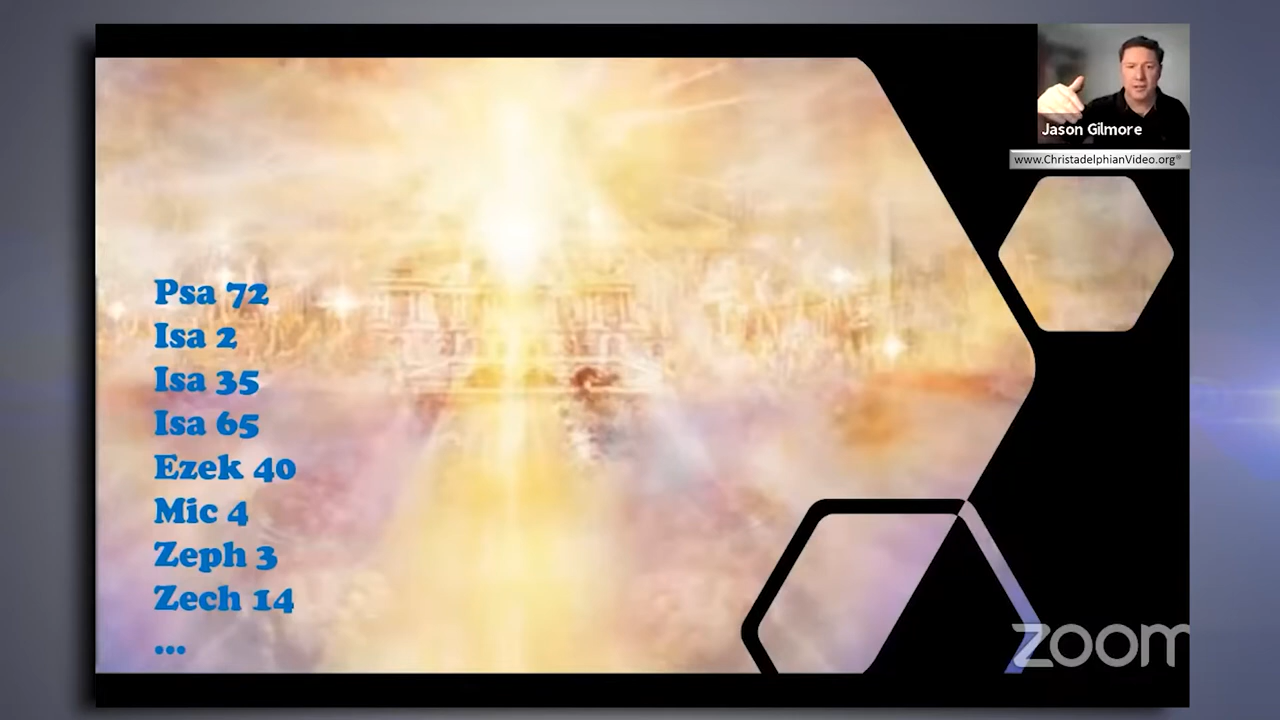 Psa 72
Isa 2
Isa 35
Isa 65
Ezek 40
Mic 4
Zeph 3
Zech 14
...
Jason Gilmore
www.ChristadelphianVideo.org®
zoom